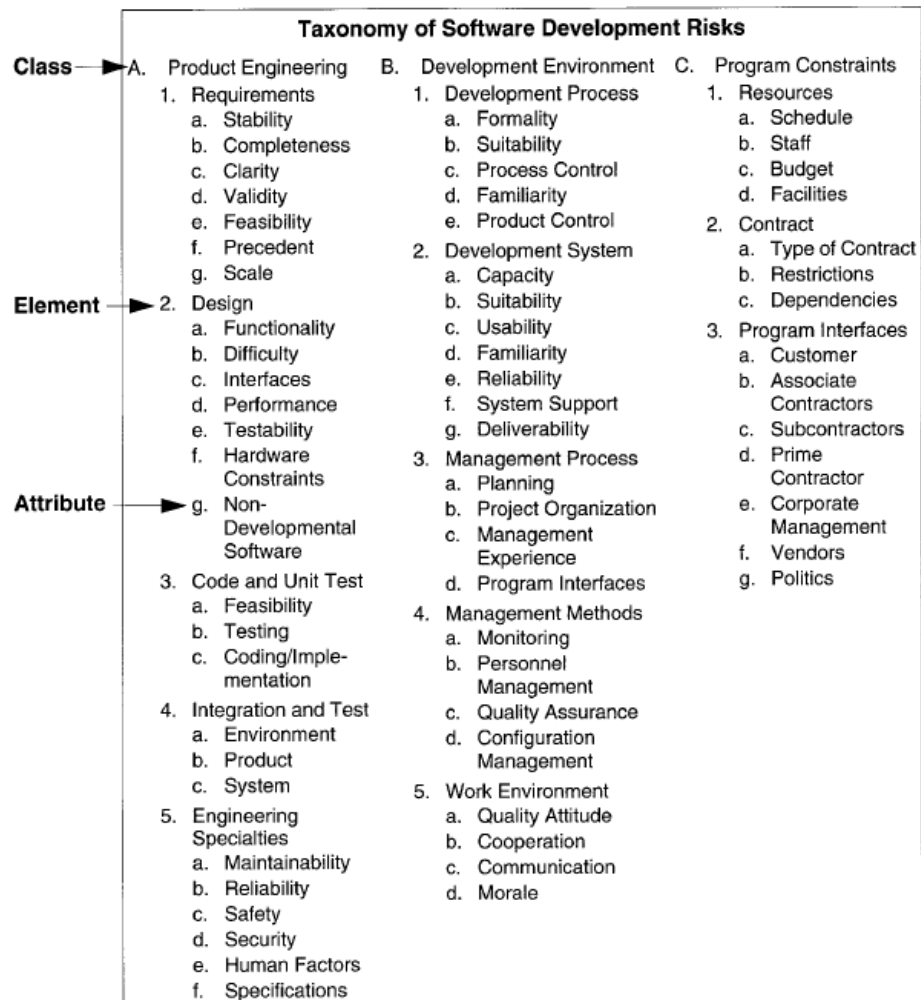 Taxonomy of Software Development Risks
Class
A. Product Engineering
1. Requirements
a. Stability
b. Completeness
c. Clarity
d. Validity
e. Feasibility
f. Precedent
g. Scale
Element
2. Design
a. Functionality
b. Difficulty
c. Interfaces
d. Performance
e. Testability
f. Hardware
Constraints
Attribute
g. Non-
Developmental
Software
3. Code and Unit Test
a. Feasibility
b. Testing
c. Coding/Imple-
mentation
4. Integration and Test
a. Environment
b. Product
c. System
5. Engineering
Specialties
a. Maintainability
b. Reliability
c. Safety
d. Security
e. Human Factors
f. Specifications
B. Development Environment
1. Development Process
a. Formality
b. Suitability
c. Process Control
d. Familiarity
e. Product Control
2. Development System
a. Capacity
b. Suitability
c. Usability
d. Familiarity
e. Reliability
f. System Support
g. Deliverability
3. Management Process
a. Planning
b. Project Organization
c. Management
Experience
d. Program Interfaces
4. Management Methods
a. Monitoring
b. Personnel
Management
c. Quality Assurance
d. Configuration
Management
5. Work Environment
a. Quality Attitude
b. Cooperation
c. Communication
d. Morale
C. Program Constraints
1. Resources
a. Schedule
b. Staff
c. Budget
d. Facilities
2. Contract
a. Type of Contract
b. Restrictions
c. Dependencies
3. Program Interfaces
a. Customer
b. Associate
Contractors
c. Subcontractors
d. Prime
Contractor
e. Corporate
Management
f. Vendors
g. Politics